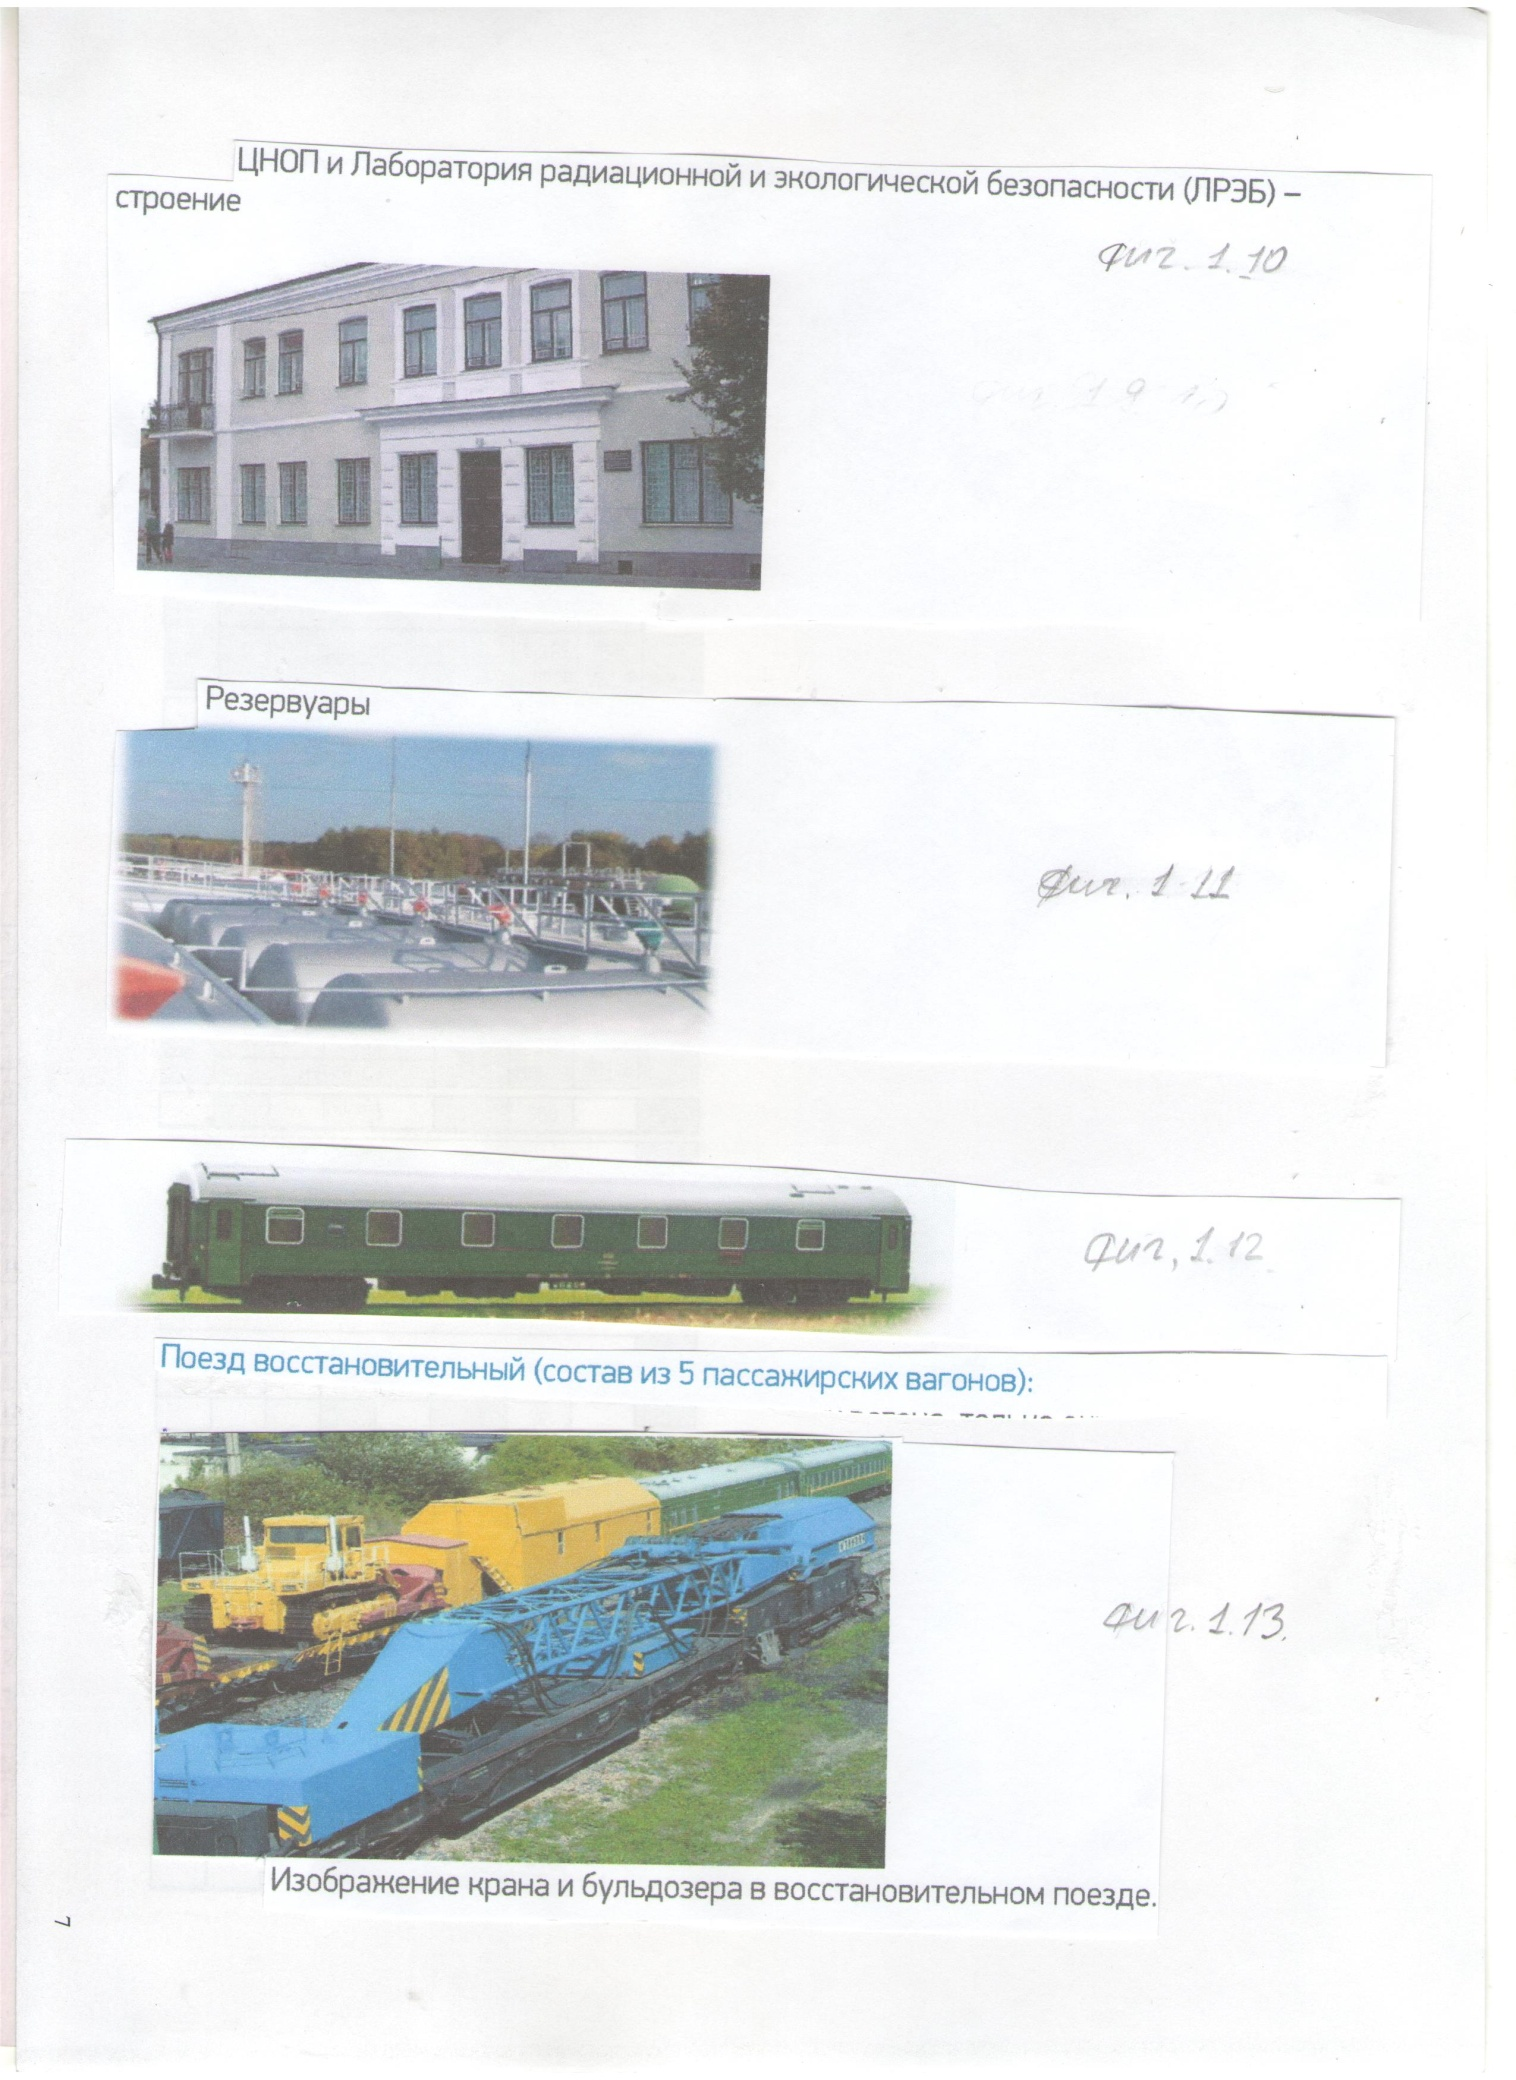 ЦНОП и Лаборатория радиационной и экологической безопасности (ЛРЭБ) –
строение
Фиг. 1.10
Резервуары
Фиг. 1.11
Фиг. 1.12
Поезд восстановительный (состав из 5 пассажирских вагонов):
Фиг. 1.13.
Изображение крана и бульдозера в восстановительном поезде.
7